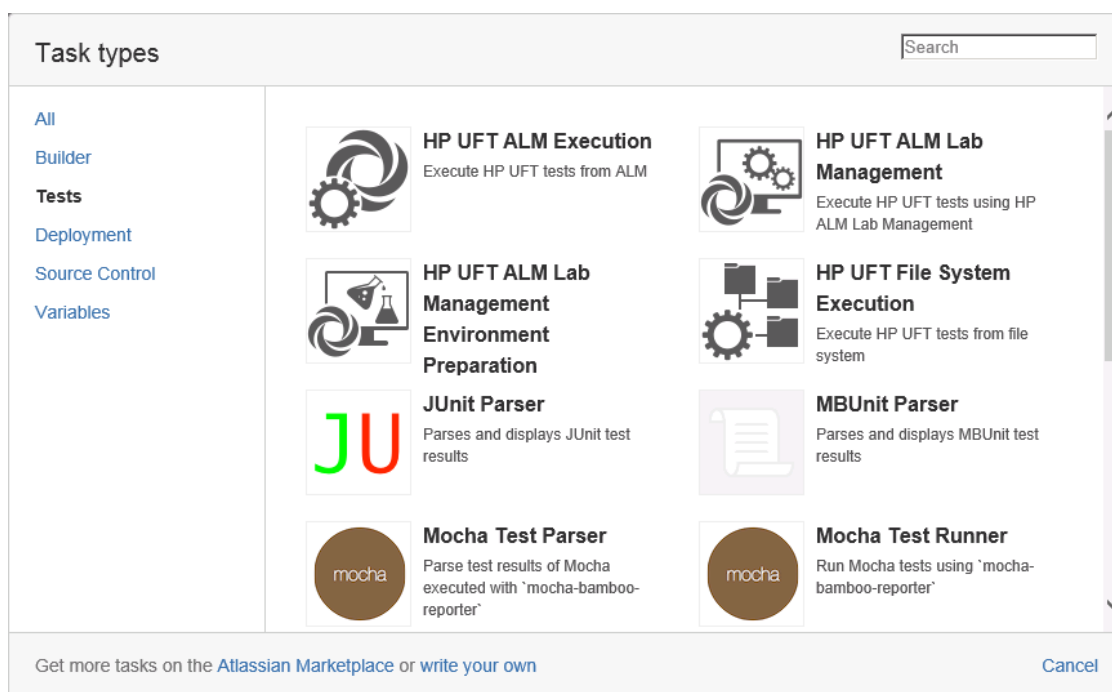 Task types
Search
All
Builder
Tests
Deployment
Source Control
Variables
HP UFT ALM Execution
Execute HP UFT tests from ALM
HP UFT ALM Lab
Management
Execute HP UFT tests using HP
ALM Lab Management
HP UFT ALM Lab
Management
Environment
Preparation
HP UFT File System
Execution
Execute HP UFT tests from file
system
JU
JUnit Parser
Parses and displays JUnit test
results
MBUnit Parser
Parses and displays MBUnit test
results
mocha
Mocha Test Parser
Parse test results of Mocha
executed with `mocha-bamboo-
reporter`
mocha
Mocha Test Runner
Run Mocha tests using `mocha-
bamboo-reporter`
Get more tasks on the Atlassian Marketplace or write your own
Cancel